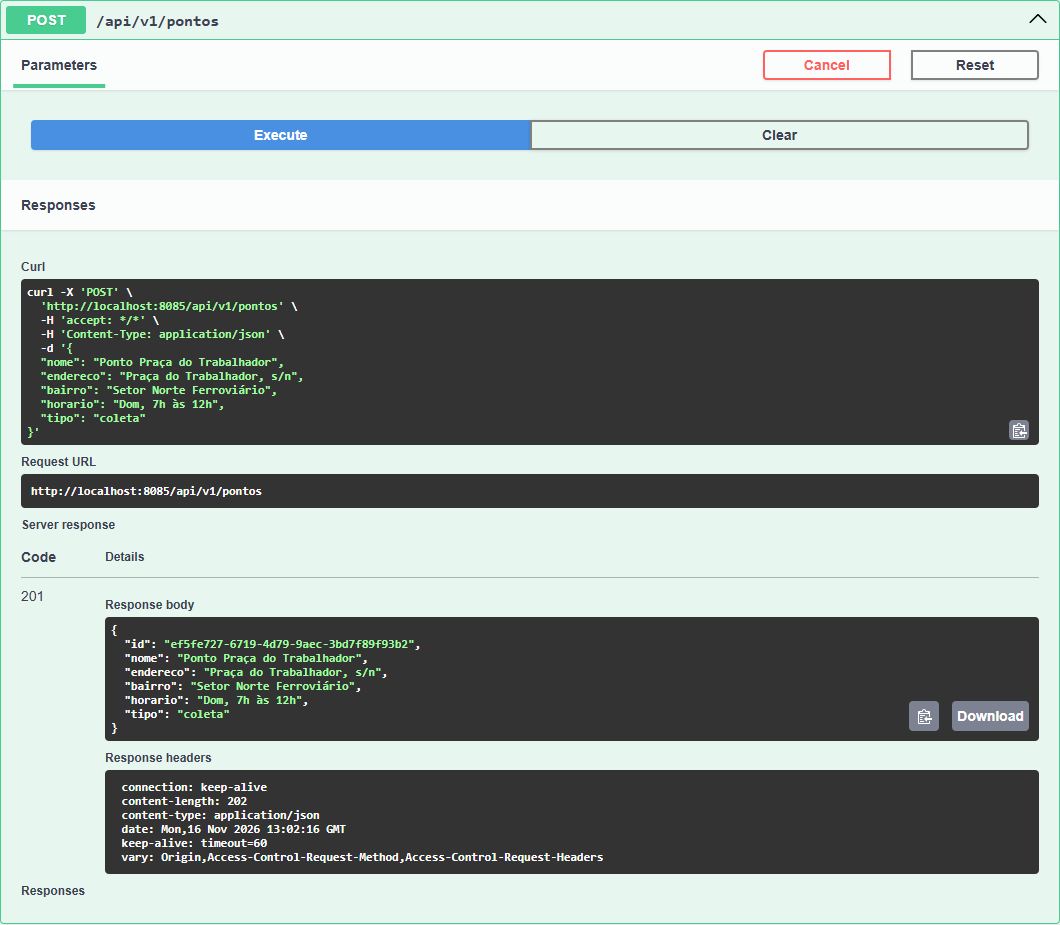 POST /api/v1/pontos
Parameters
Cancel
Reset
Execute
Clear
Responses
Curl
curl -X 'POST' \
  'http://localhost:8085/api/v1/pontos' \
  -H 'accept: */*' \
  -H 'Content-Type: application/json' \
  -d '{
  "nome": "Ponto Praça do Trabalhador",
  "endereco": "Praça do Trabalhador, s/n",
  "bairro": "Setor Norte Ferroviário",
  "horario": "Dom, 7h às 12h",
  "tipo": "coleta"
}'
Request URL
http://localhost:8085/api/v1/pontos
Server response
Code Details
201
Response body
{
  "id": "ef5fe727-6719-4d79-9aec-3bd7f89f93b2",
  "nome": "Ponto Praça do Trabalhador",
  "endereco": "Praça do Trabalhador, s/n",
  "bairro": "Setor Norte Ferroviário",
  "horario": "Dom, 7h às 12h",
  "tipo": "coleta"
}
Download
Response headers
connection: keep-alive
content-length: 202
content-type: application/json
date: Mon,16 Nov 2026 13:02:16 GMT
keep-alive: timeout=60
vary: Origin,Access-Control-Request-Method,Access-Control-Request-Headers
Responses